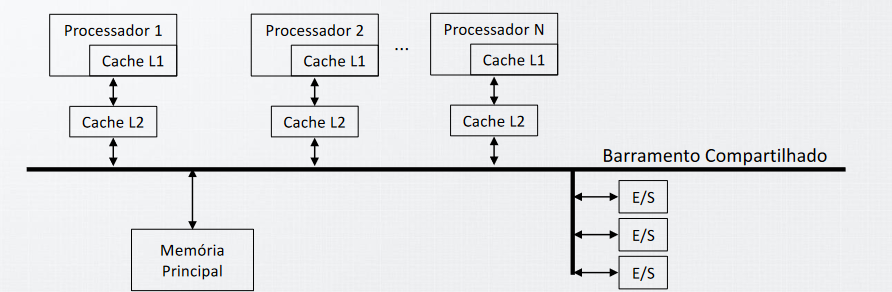 Processador 1
Cache L1
Processador 2
Cache L1
...
Processador N
Cache L1
Cache L2
Cache L2
Cache L2
Barramento Compartilhado
E/S
E/S
E/S
Memória
Principal